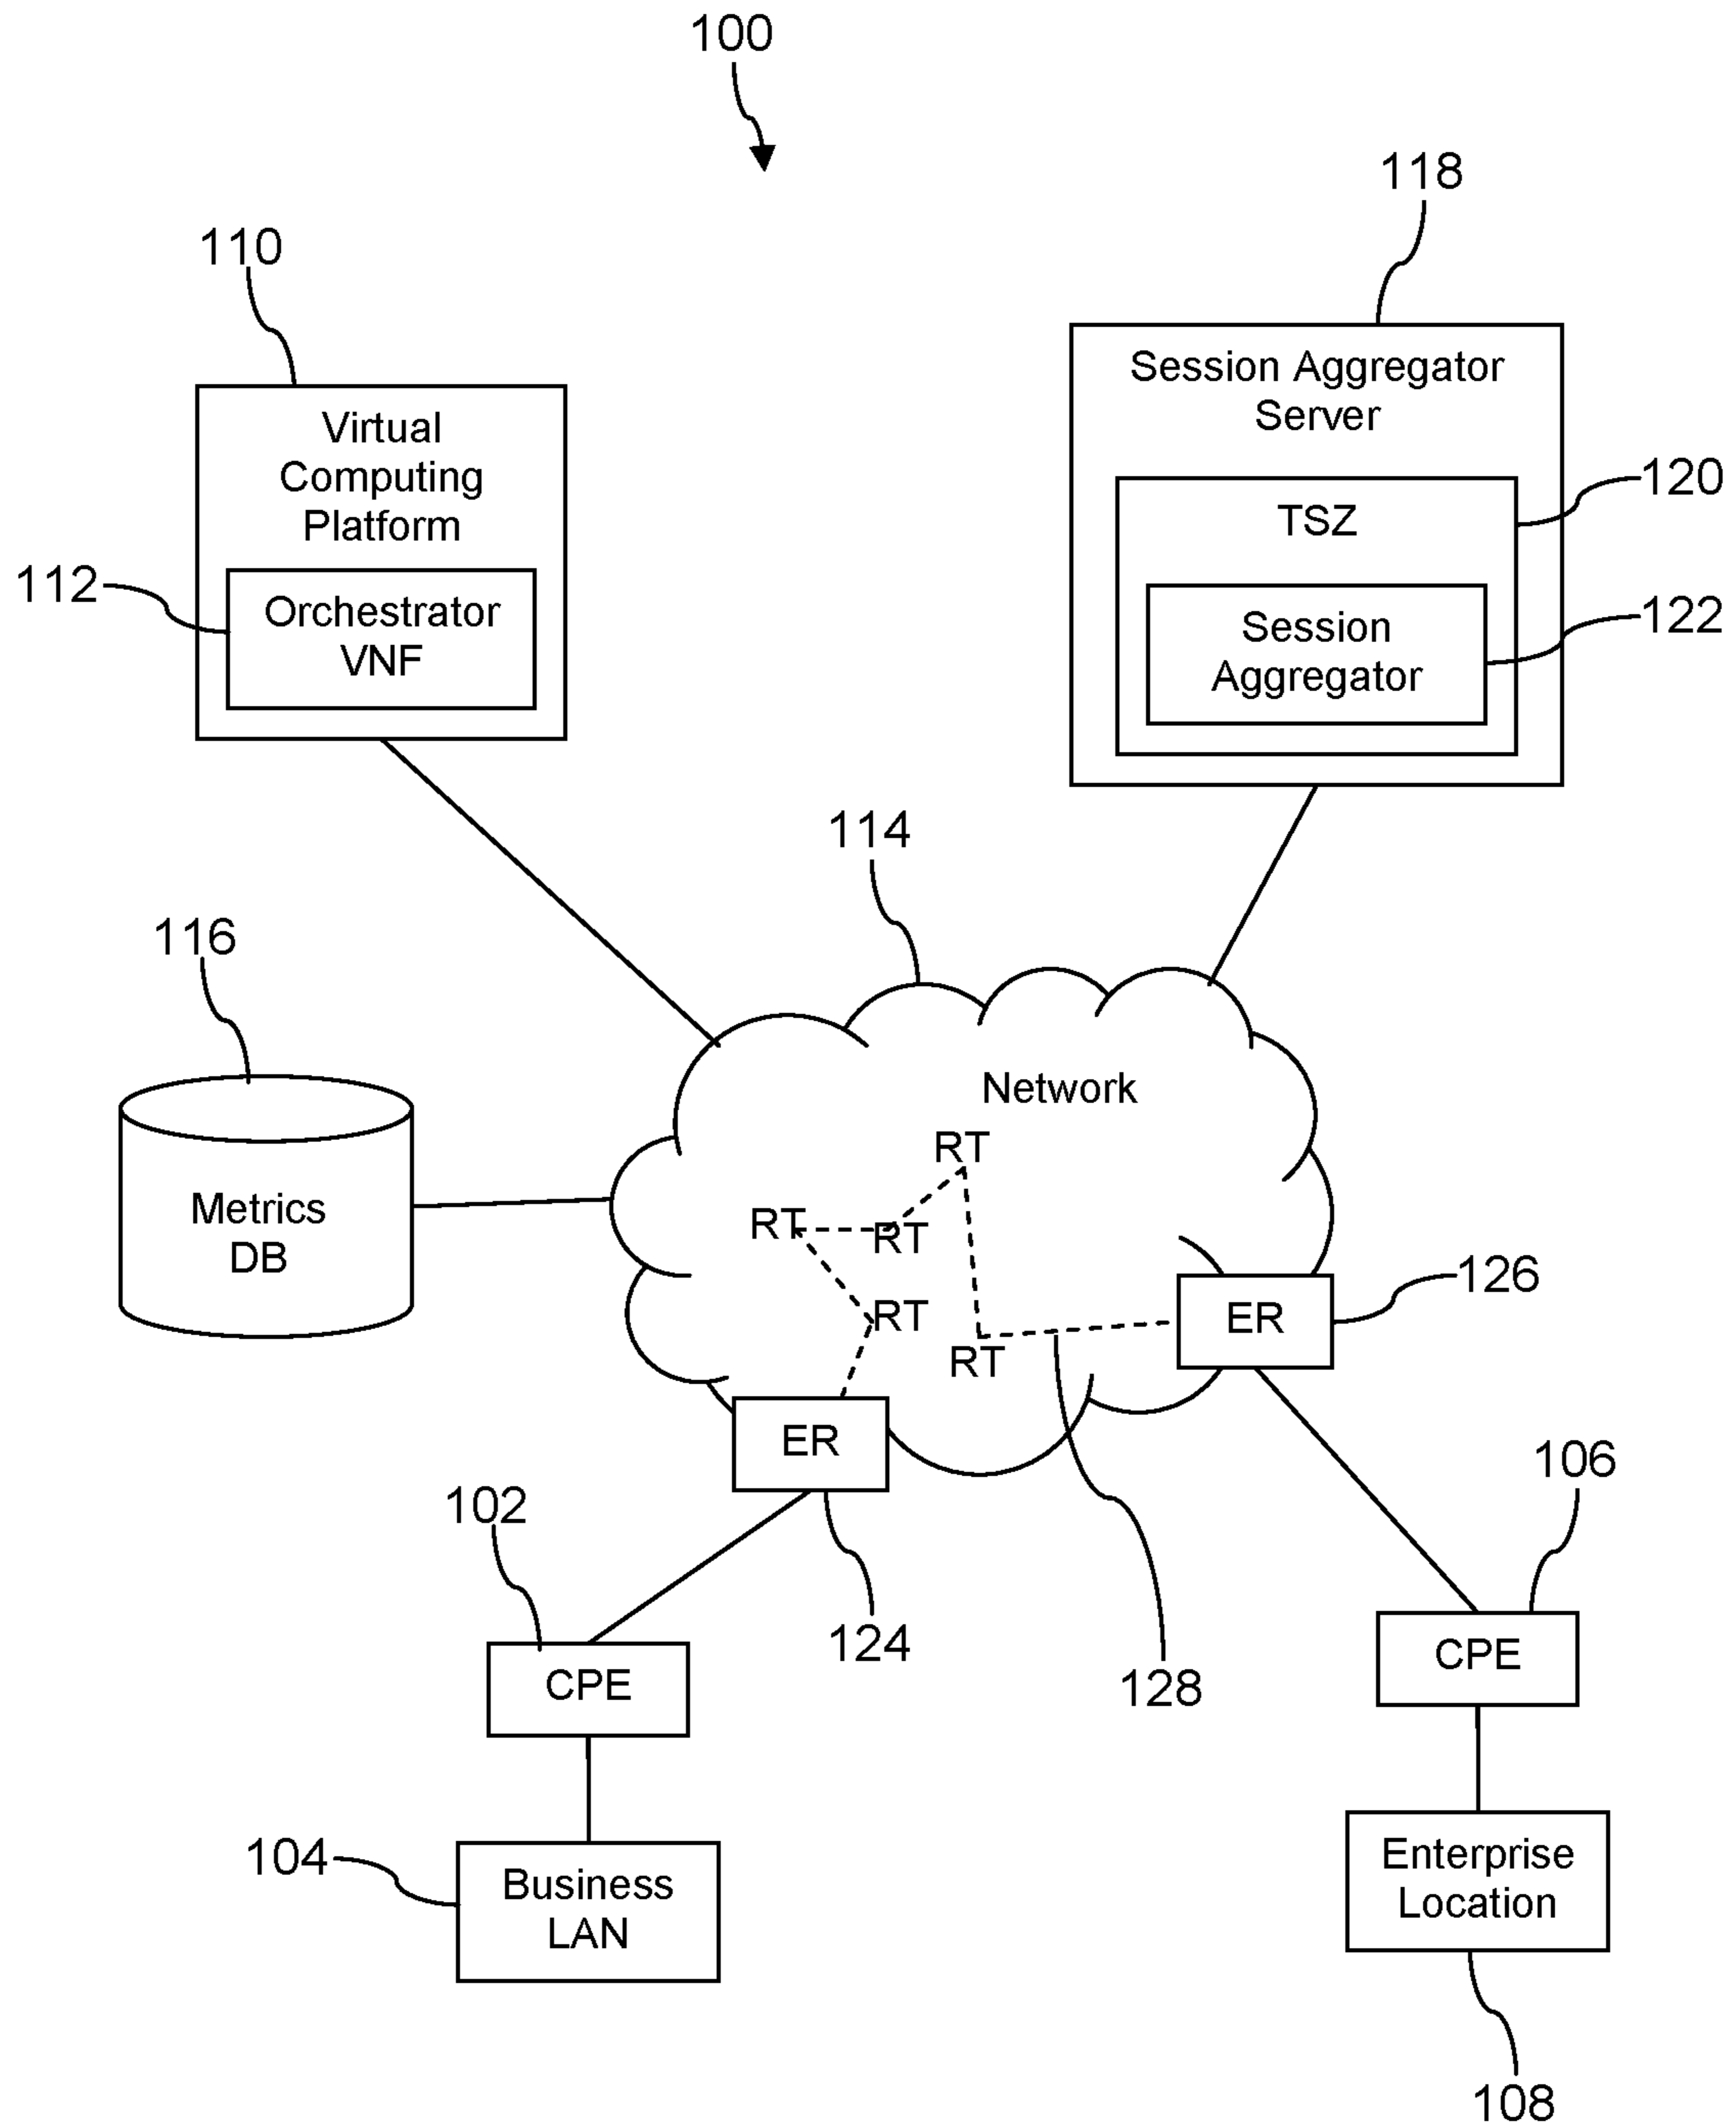 100
118
110
Session Aggregator
Server
Virtual
Computing
Platform
120
TSZ
112
Orchestrator
VNF
122
Session
Aggregator
114
116
Network
RT
Metrics
DB
RT
RT
RT
RT
126
ER
ER
106
102
124
128
CPE
CPE
104
Business
LAN
Enterprise
Location
108